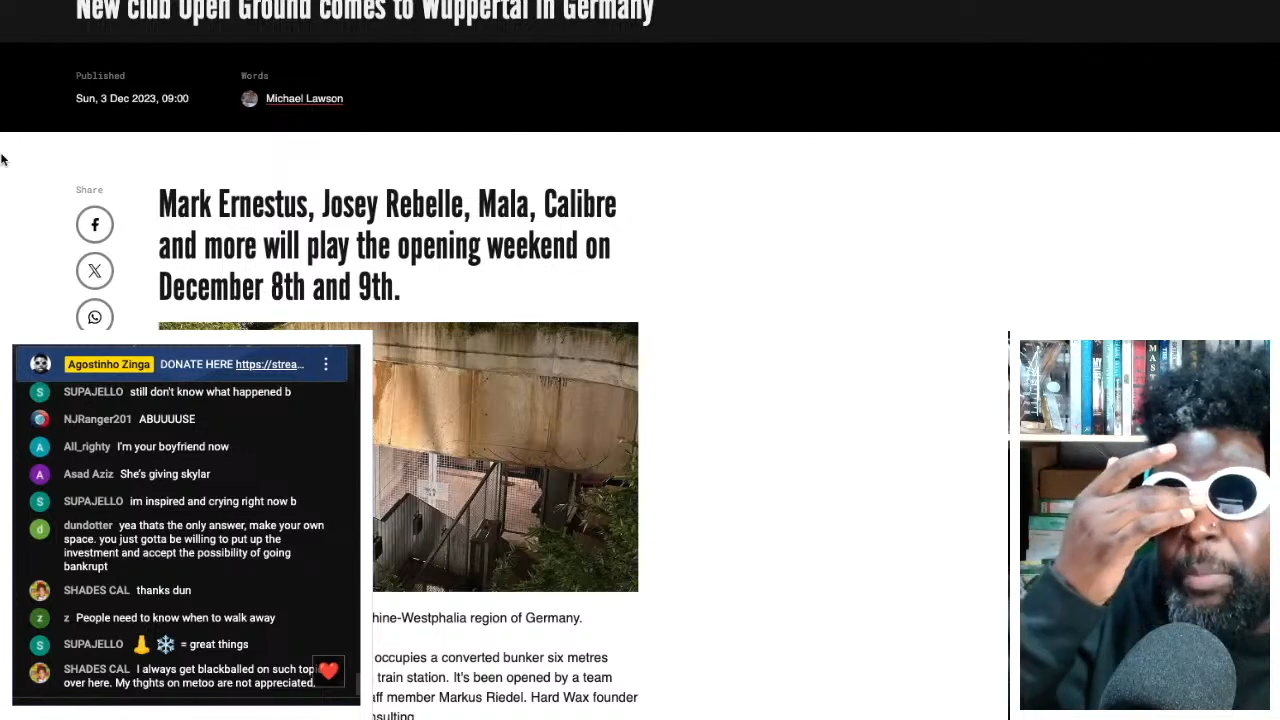 New club Open Ground comes to Wuppertal in Germany
Published
Words
Sun, 3 Dec 2023, 09:00
Michael Lawson
Share
Mark Ernestus, Josey Rebelle, Mala, Calibre
and more will play the opening weekend on
December 8th and 9th.
Agostinho Zinga DONATE HERE https://strea...
SUPAJELLO still don't know what happened b
NJRanger201 ABUUUUSE
All_righty I'm your boyfriend now
Asad Aziz She's giving skylar
SUPAJELLO im inspired and crying right now b
dundotter yea thats the only answer, make your own
space. you just gotta be willing to put up the
investment and accept the possibility of going
bankrupt
SHADES CAL thanks dun
z People need to know when to walk away
SUPAJELLO 👃 ❄️ = great things
SHADES CAL I always get blackballed on such
over here. My thghts on metoo are not appreciated.
hine-Westphalia region of Germany.
occupies a converted bunker six metres
train station. It's been opened by a team
aff member Markus Riedel. Hard Wax founder
nsulting